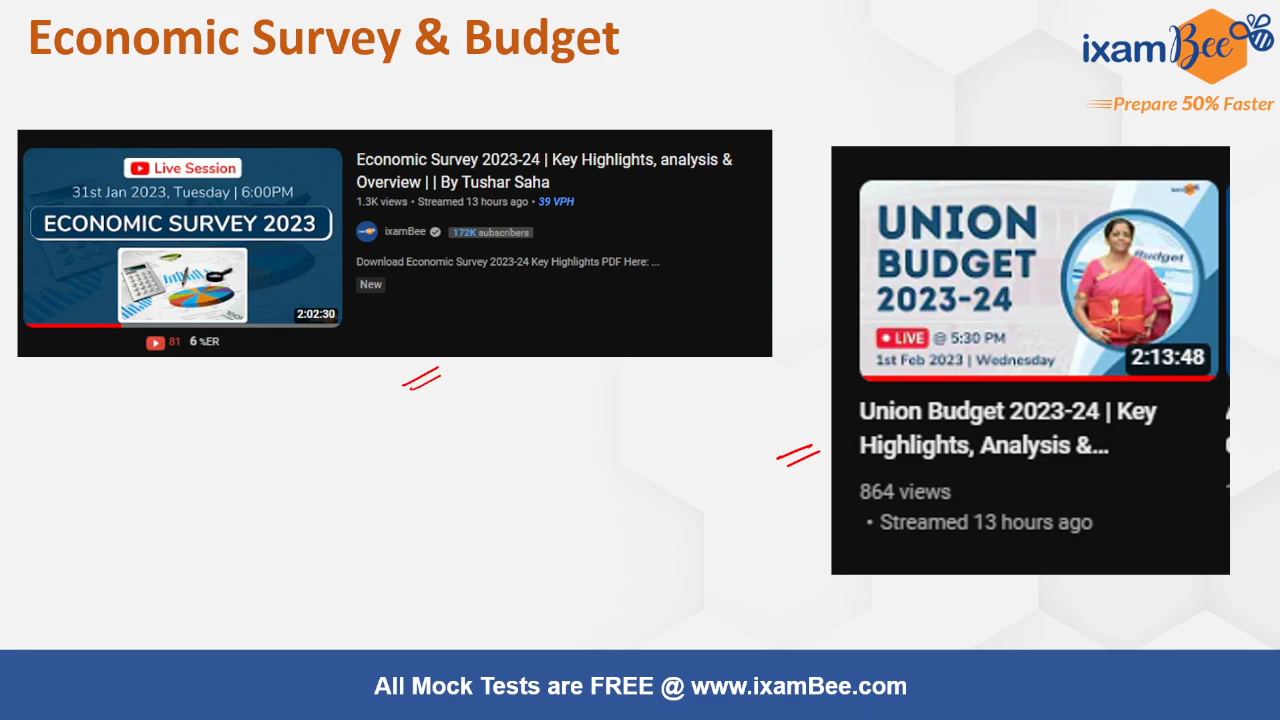 Economic Survey & Budget
ixamBee
Prepare 50% Faster
Live Session
31st Jan 2023, Tuesday | 6:00PM
ECONOMIC SURVEY 2023
2:02:30
81 6 %ER
Economic Survey 2023-24 | Key Highlights, analysis &
Overview | | By Tushar Saha
1.3K views • Streamed 13 hours ago • 39 VPH
ixamBee 172K subscribers
Download Economic Survey 2023-24 Key Highlights PDF Here: ...
New
UNION
BUDGET
2023-24
LIVE @ 5:30 PM
1st Feb 2023 | Wednesday
Budget
2:13:48
Union Budget 2023-24 | Key
Highlights, Analysis &...
864 views
• Streamed 13 hours ago
All Mock Tests are FREE @ www.ixamBee.com